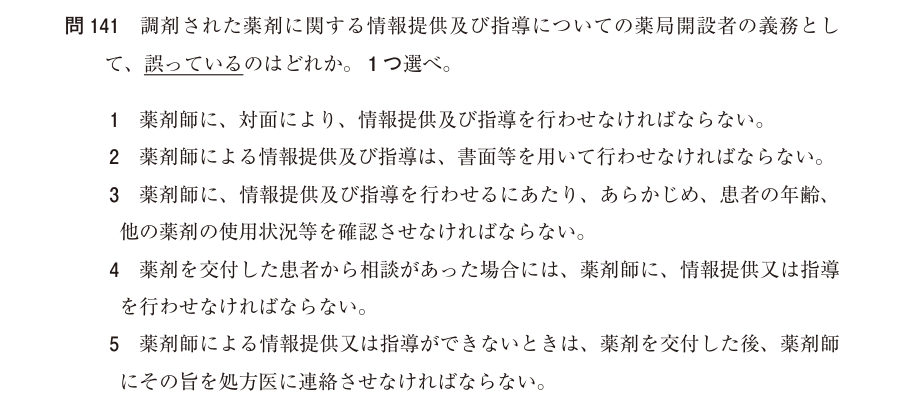 問 141 調剤された薬剤に関する情報提供及び指導についての薬局開設者の義務とし
て、誤っているのはどれか。1つ選べ。
1 薬剤師に、対面により、情報提供及び指導を行わせなければならない。
2 薬剤師による情報提供及び指導は、書面等を用いて行わせなければならない。
3 薬剤師に、情報提供及び指導を行わせるにあたり、あらかじめ、患者の年齢、
他の薬剤の使用状況等を確認させなければならない。
4 薬剤を交付した患者から相談があった場合には、薬剤師に、情報提供又は指導
を行わせなければならない。
5 薬剤師による情報提供又は指導ができないときは、薬剤を交付した後、薬剤師
にその旨を処方医に連絡させなければならない。